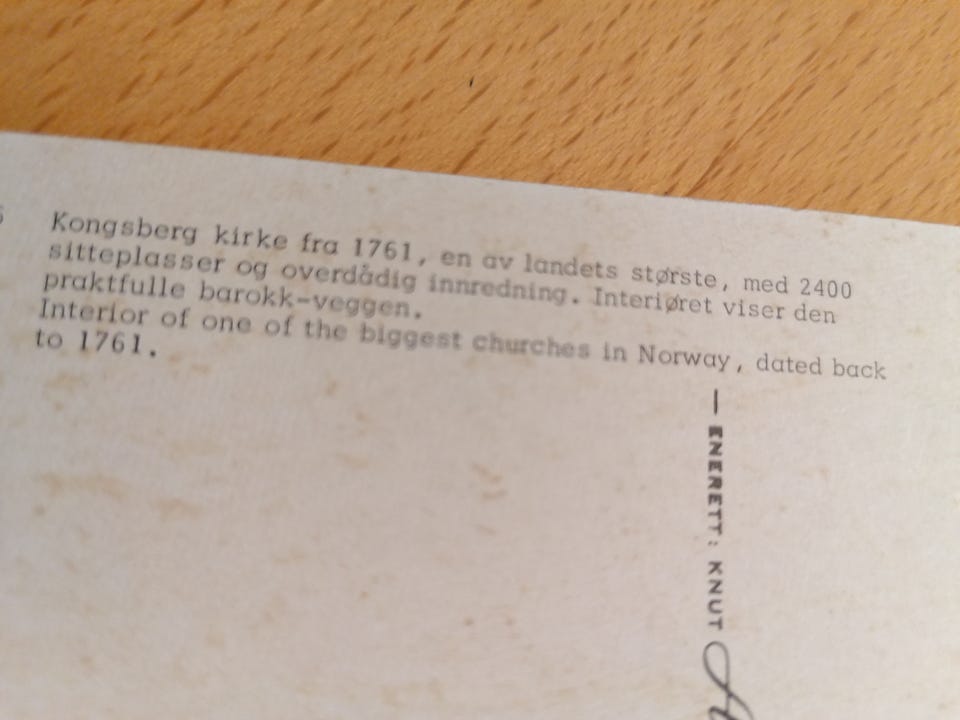 Kongsberg kirke fra 1761, en av landets største, med 2400
sitteplasser og overdådig innredning. Interiøret viser den
praktfulle barokk-veggen.
Interior of one of the biggest churches in Norway, dated back
to 1761.
— ENERETT: KNUT